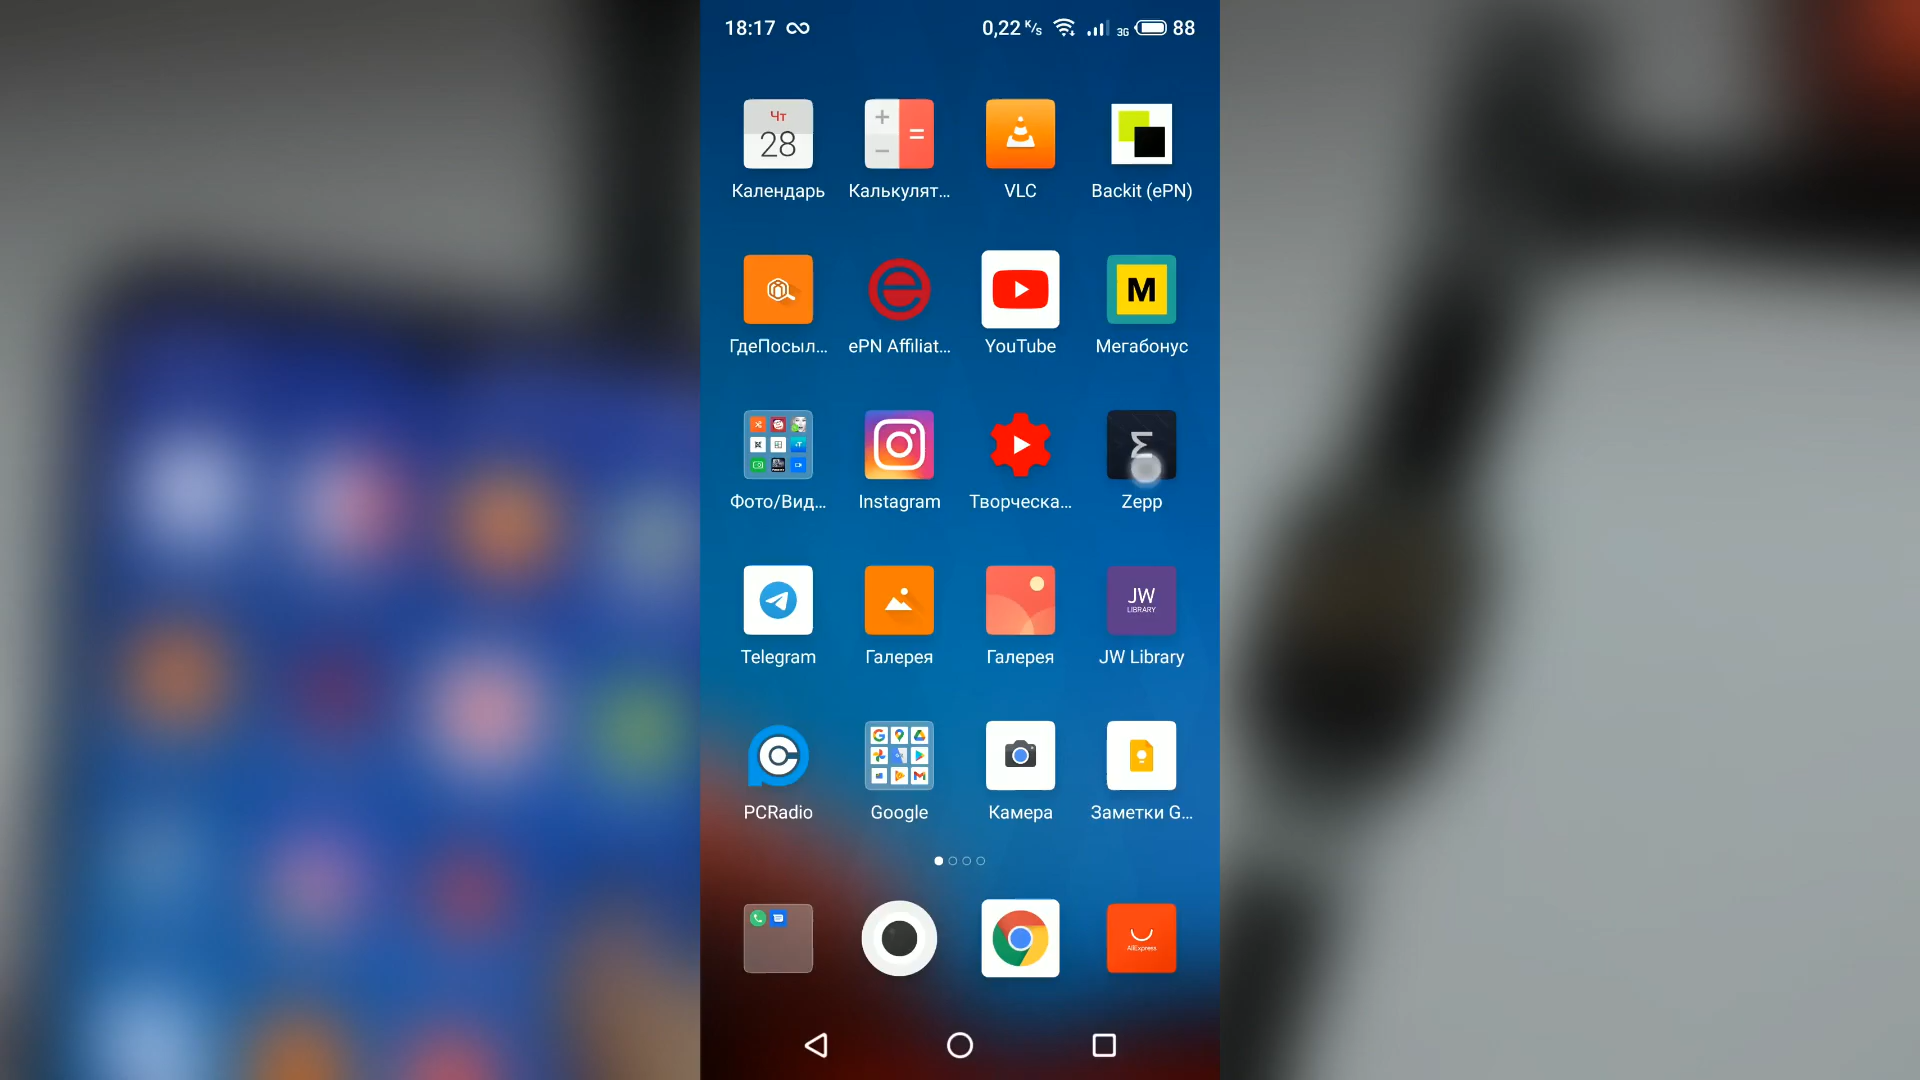 18:17 0,22 K/s 3G 88
Чт
28
Календарь Калькулят... VLC Backit (ePN)
M
ГдеПосыл... ePN Affiliat... YouTube Мегабонус
Фото/Вид... Instagram Творческа... Zepp
JW
LIBRARY
Telegram Галерея Галерея JW Library
PCRadio Google Камера Заметки G...
AliExpress